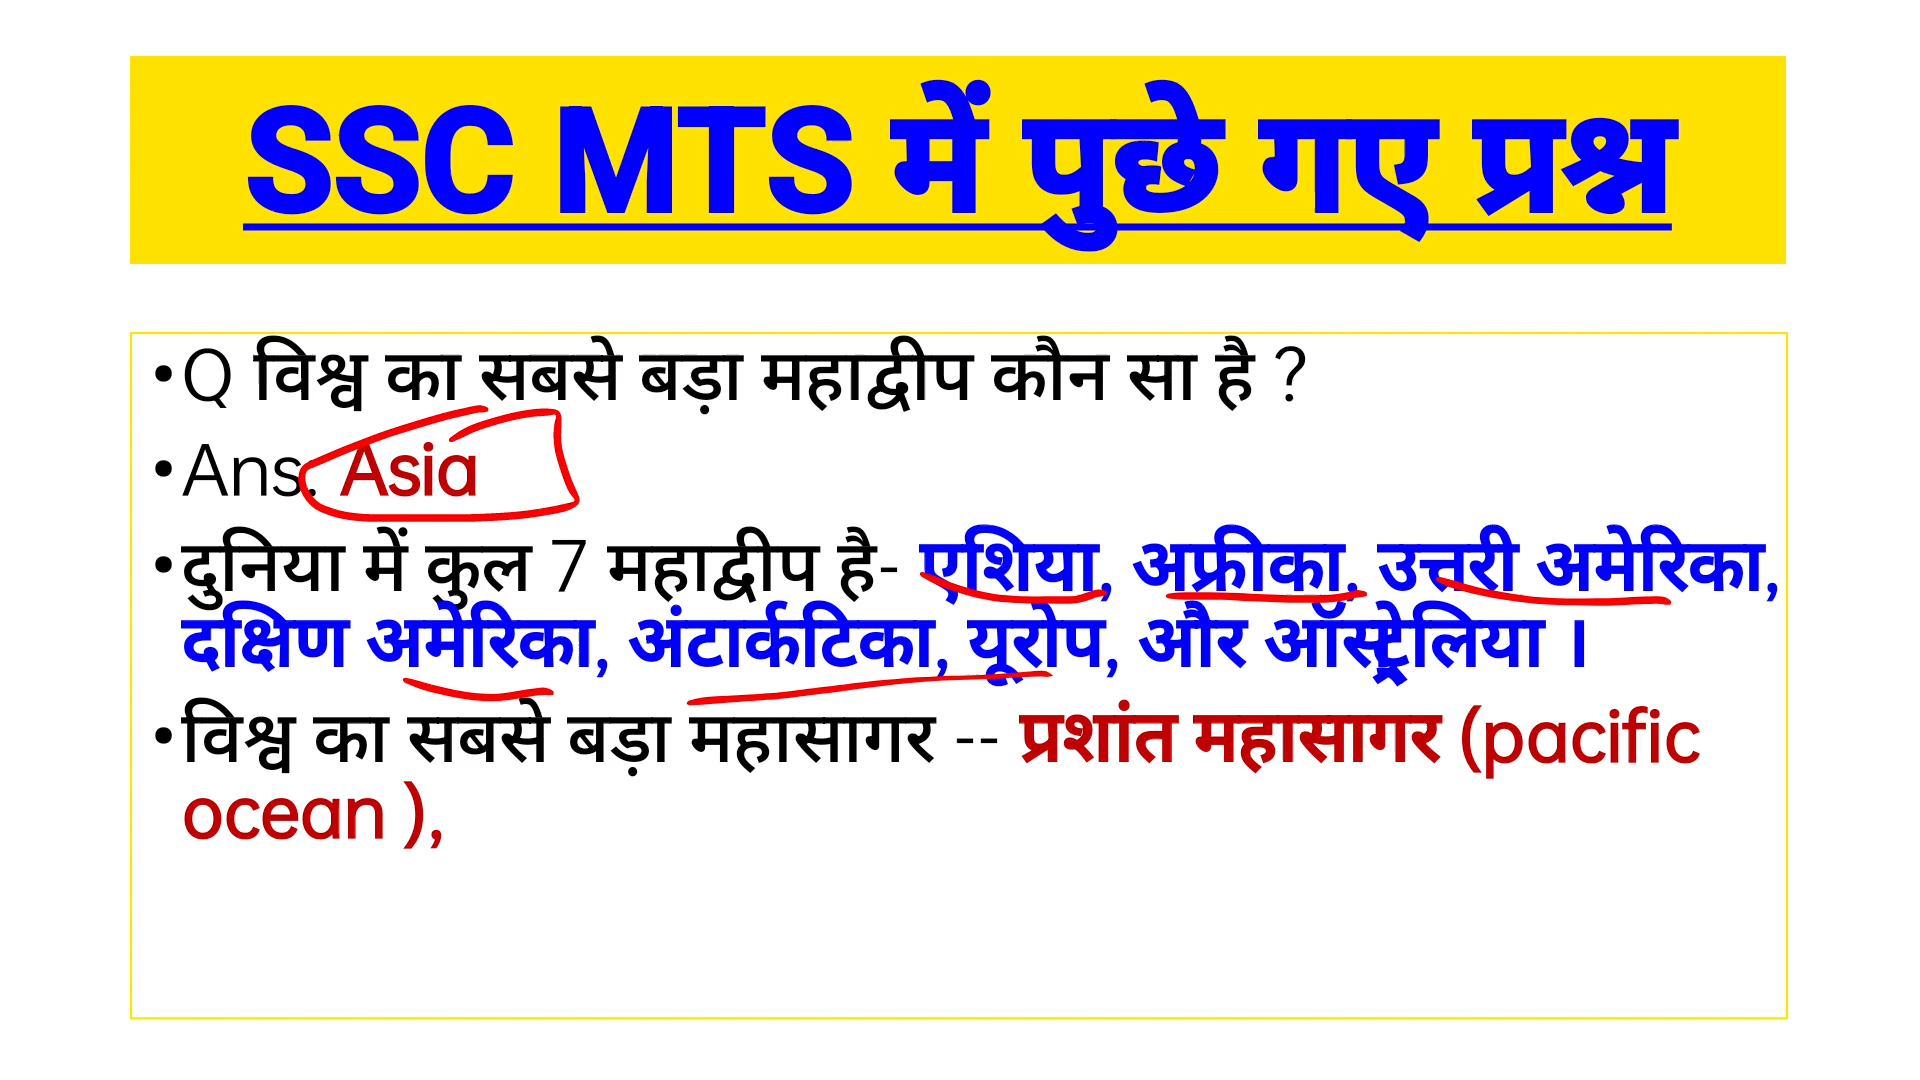 SSC MTS में पुछे गए प्रश्न
•Q विश्व का सबसे बड़ा महाद्वीप कौन सा है ?
•Ans. Asia
•दुनिया में कुल 7 महाद्वीप है- एशिया, अफ्रीका, उत्तरी अमेरिका,
दक्षिण अमेरिका, अंटार्कटिका, यूरोप, और ऑस्ट्रेलिया ।
•विश्व का सबसे बड़ा महासागर -- प्रशांत महासागर (pacific
ocean ),